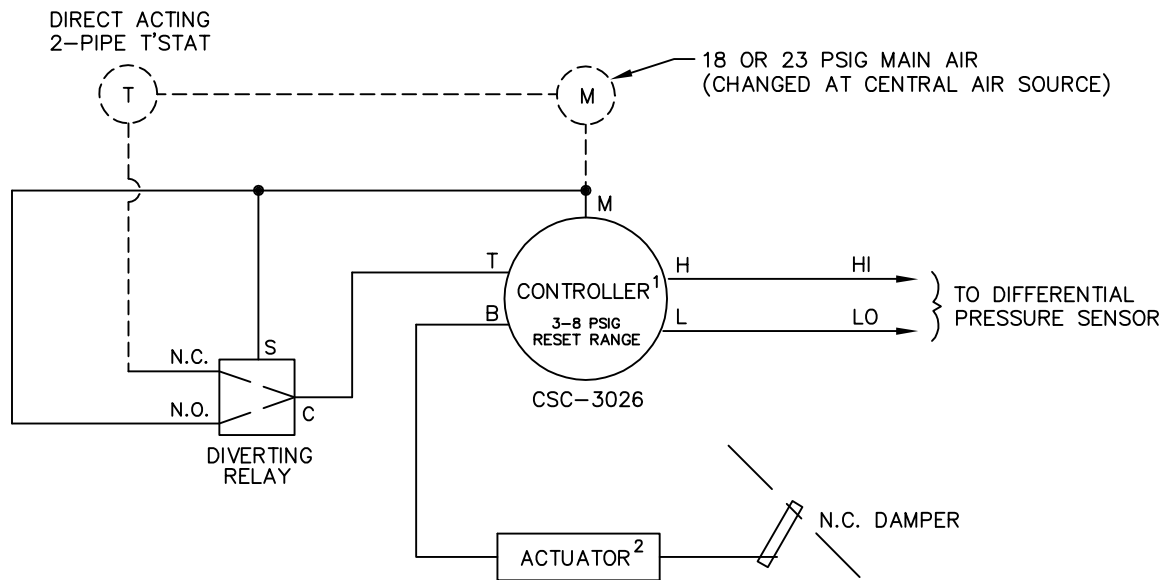 DIRECT ACTING
2-PIPE T'STAT
T
M
18 OR 23 PSIG MAIN AIR
(CHANGED AT CENTRAL AIR SOURCE)
M
T
H
HI
CONTROLLER¹
B
3-8 PSIG
RESET RANGE
L
LO
TO DIFFERENTIAL
PRESSURE SENSOR
S
N.C.
N.O.
C
CSC-3026
DIVERTING
RELAY
N.C. DAMPER
ACTUATOR²